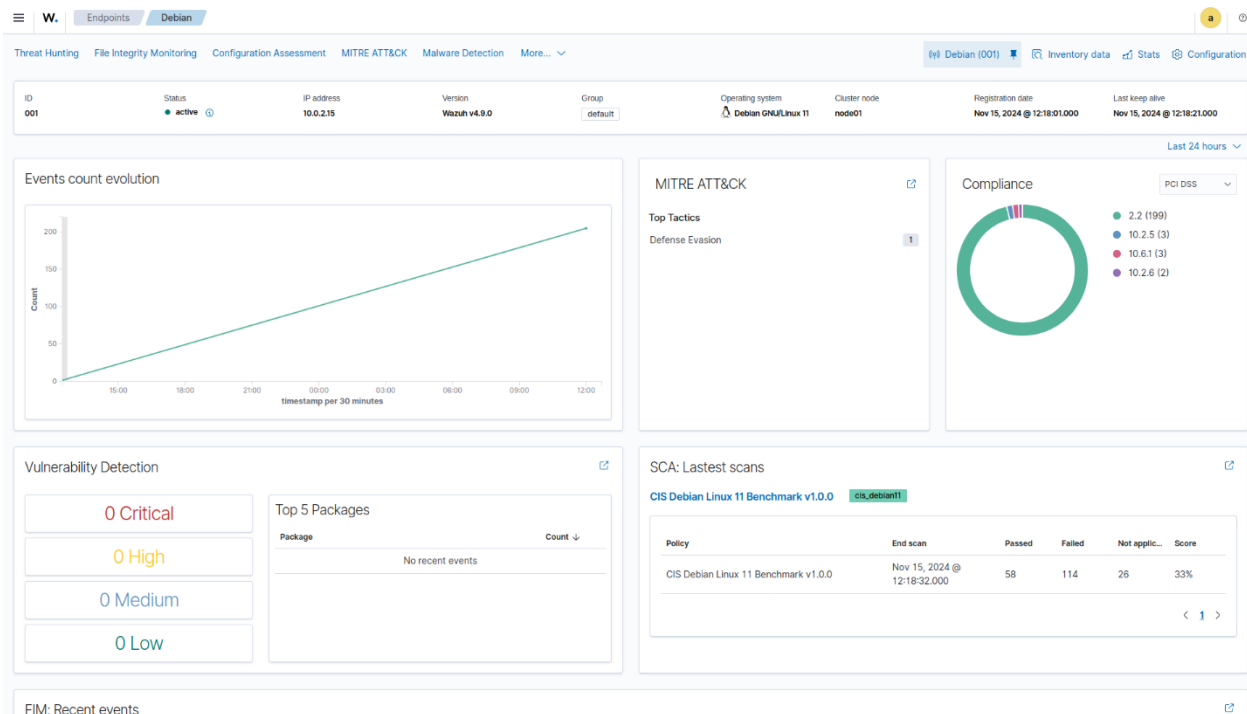 W. Endpoints Debian a
Threat Hunting File Integrity Monitoring Configuration Assessment MITRE ATT&CK Malware Detection More... Debian (001) Inventory data Stats Configuration
ID Status IP address Version Group Operating system Cluster node Registration date Last keep alive
001 active 10.0.2.15 Wazuh v4.9.0 default Debian GNU/Linux 11 node01 Nov 15, 2024 @ 12:18:01.000 Nov 15, 2024 @ 12:18:21.000
Last 24 hours
Events count evolution
200
150
100
50
0
Count
15:00 18:00 21:00 00:00 03:00 06:00 09:00 12:00
timestamp per 30 minutes
MITRE ATT&CK
Top Tactics
Defense Evasion 1
Compliance PCI DSS
2.2 (199)
10.2.5 (3)
10.6.1 (3)
10.2.6 (2)
Vulnerability Detection
0 Critical
0 High
0 Medium
0 Low
Top 5 Packages
Package Count
No recent events
SCA: Lastest scans
CIS Debian Linux 11 Benchmark v1.0.0 cis_debian11
Policy End scan Passed Failed Not applic... Score
CIS Debian Linux 11 Benchmark v1.0.0 Nov 15, 2024 @ 58 114 26 33%
12:18:32.000
1
FIM: Recent events